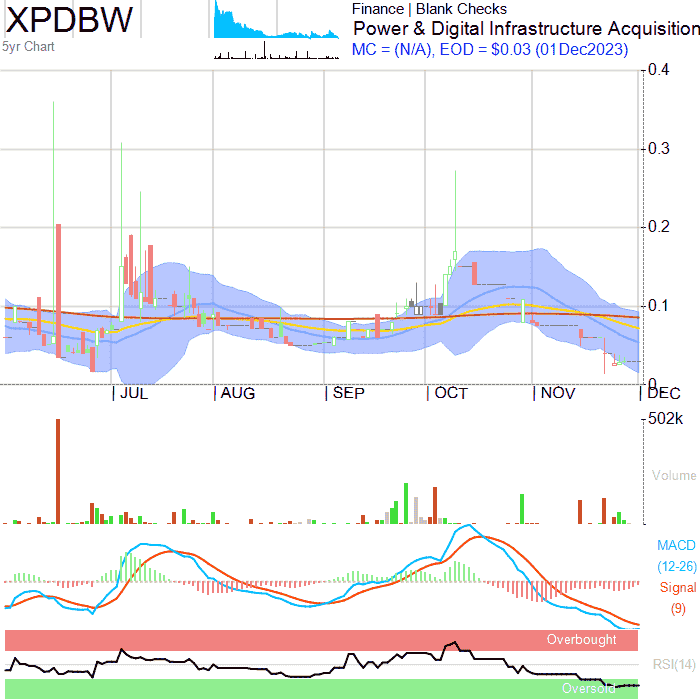 XPDBW
5yr Chart
Finance | Blank Checks
Power & Digital Infrastructure Acquisition
MC = (N/A), EOD = $0.03 (01Dec2023)
0.4
0.3
0.2
0.1
0
JUL AUG SEP OCT NOV DEC
502k
Volume
MACD
(12-26)
Signal
(9)
Overbought
RSI(14)
Oversold